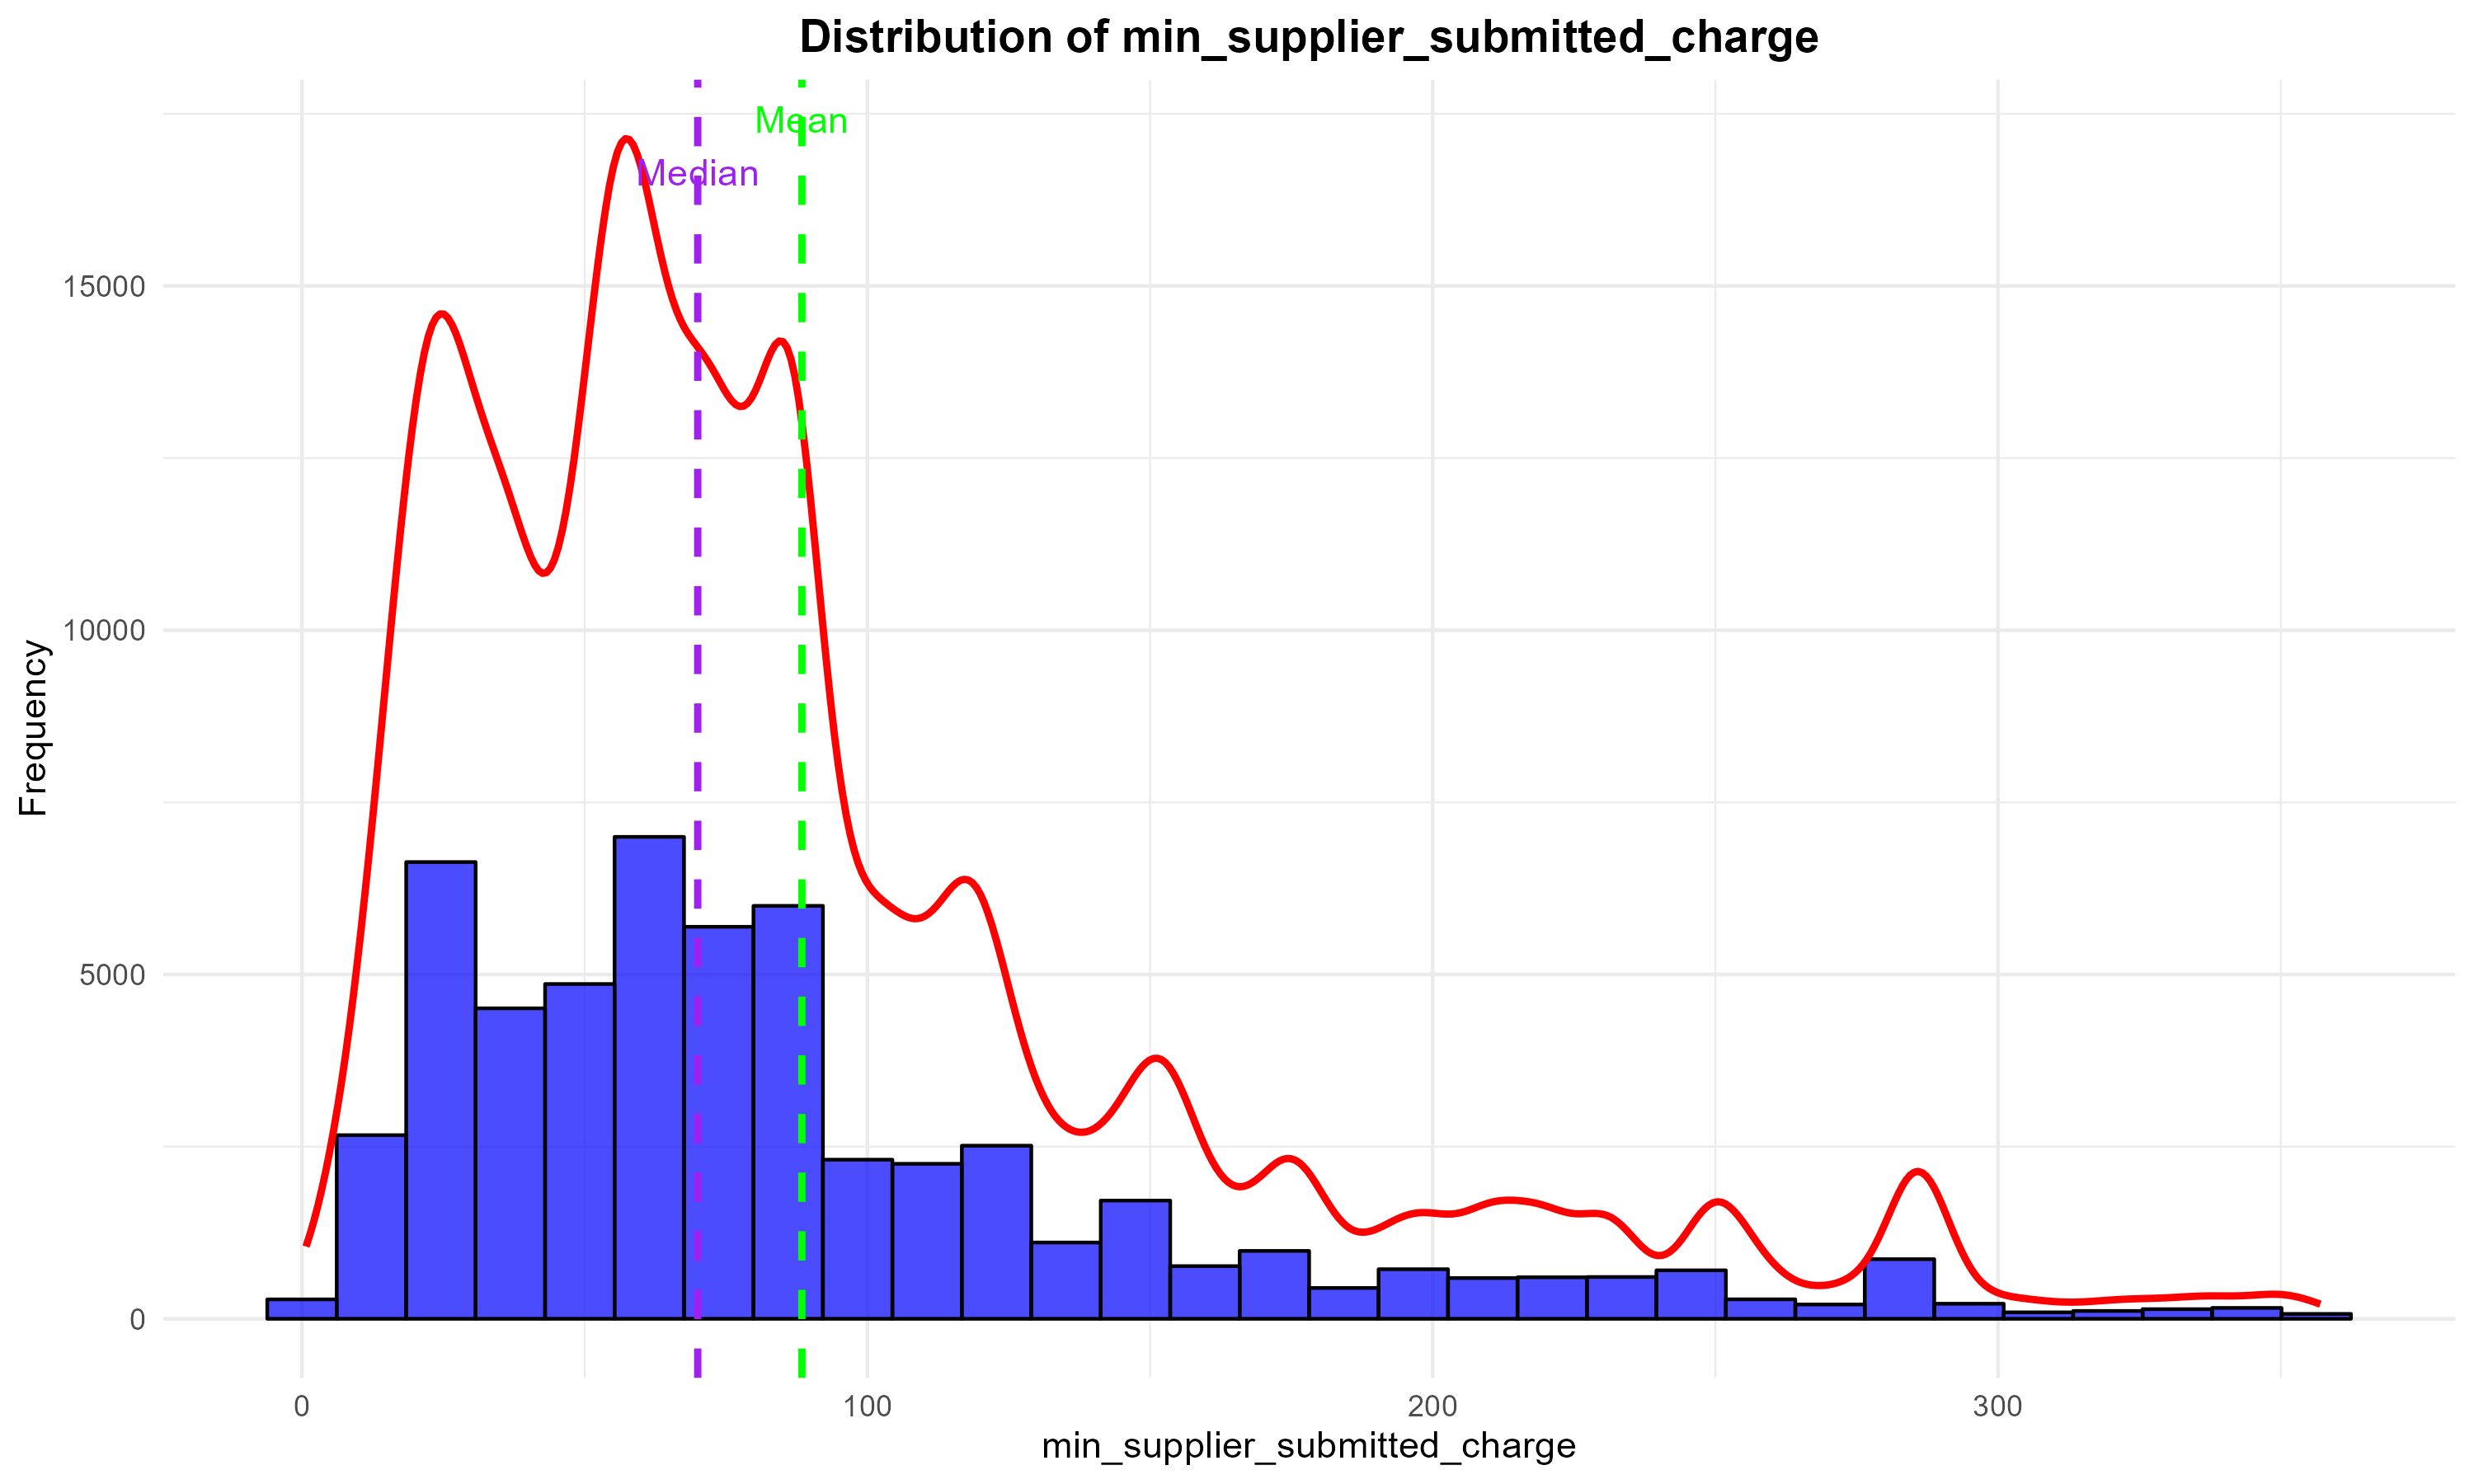 Distribution of min_supplier_submitted_charge
Mean
Median
15000
10000
5000
0
Frequency
0 100 200 300
min_supplier_submitted_charge